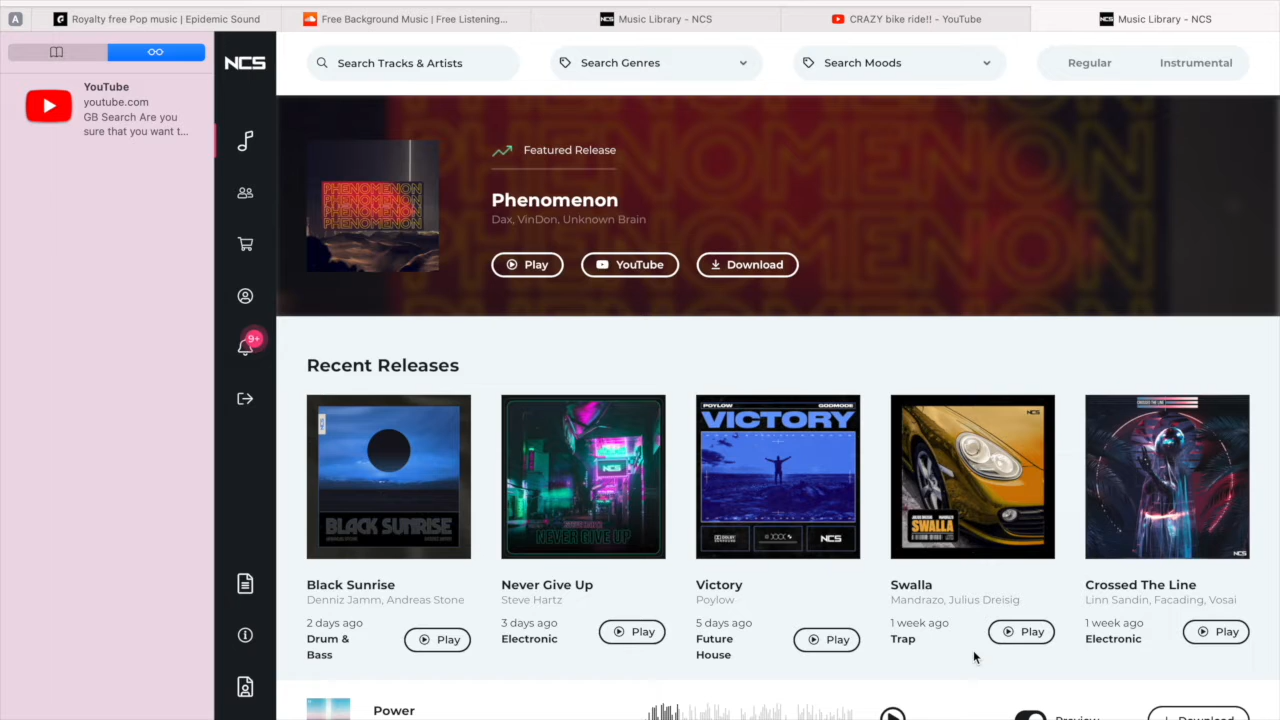 A
Royalty free Pop music | Epidemic Sound
Free Background Music | Free Listening...
Music Library - NCS
CRAZY bike ride!! - YouTube
Music Library - NCS
YouTube
youtube.com
GB Search Are you
sure that you want t...
NCS
Search Tracks & Artists
Search Genres
Search Moods
Regular
Instrumental
9+
PHENOMENON
PHENOMENON
PHENOMENON
PHENOMENON
Featured Release
Phenomenon
Dax, VinDon, Unknown Brain
Play
YouTube
Download
Recent Releases
BLACK SUNRISE
NCS
NEVER GIVE UP
POYLOW
GODMODE
VICTORY
NCS
NCS
SWALLA
NCS
Black Sunrise
Denniz Jamm, Andreas Stone
2 days ago
Drum &
Bass
Play
Never Give Up
Steve Hartz
3 days ago
Electronic
Play
Victory
Poylow
5 days ago
Future
House
Play
Swalla
Mandrazo, Julius Dreisig
1 week ago
Trap
Play
Crossed The Line
Linn Sandin, Facading, Vosai
1 week ago
Electronic
Play
Power
Preview
Download